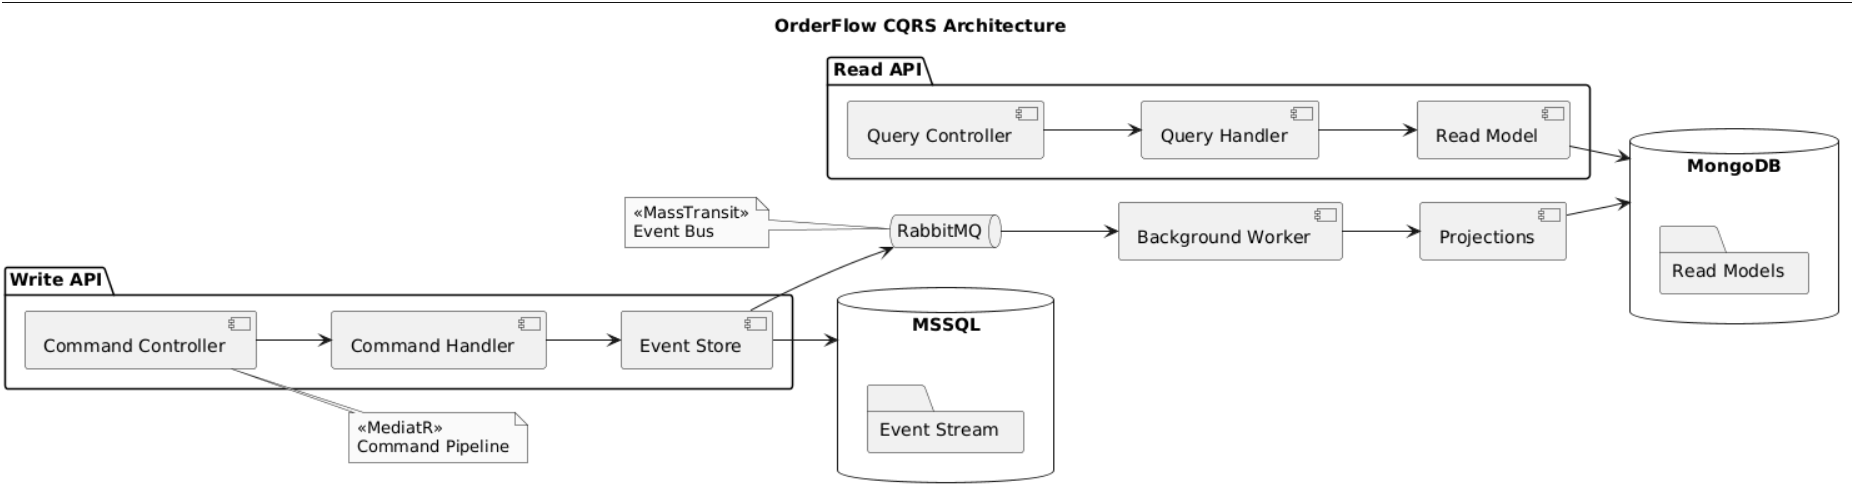 OrderFlow CQRS Architecture
Read API
Query Controller
Query Handler
Read Model
MongoDB
Read Models
«MassTransit»
Event Bus
RabbitMQ
Background Worker
Projections
Write API
Command Controller
Command Handler
Event Store
MSSQL
Event Stream
«MediatR»
Command Pipeline